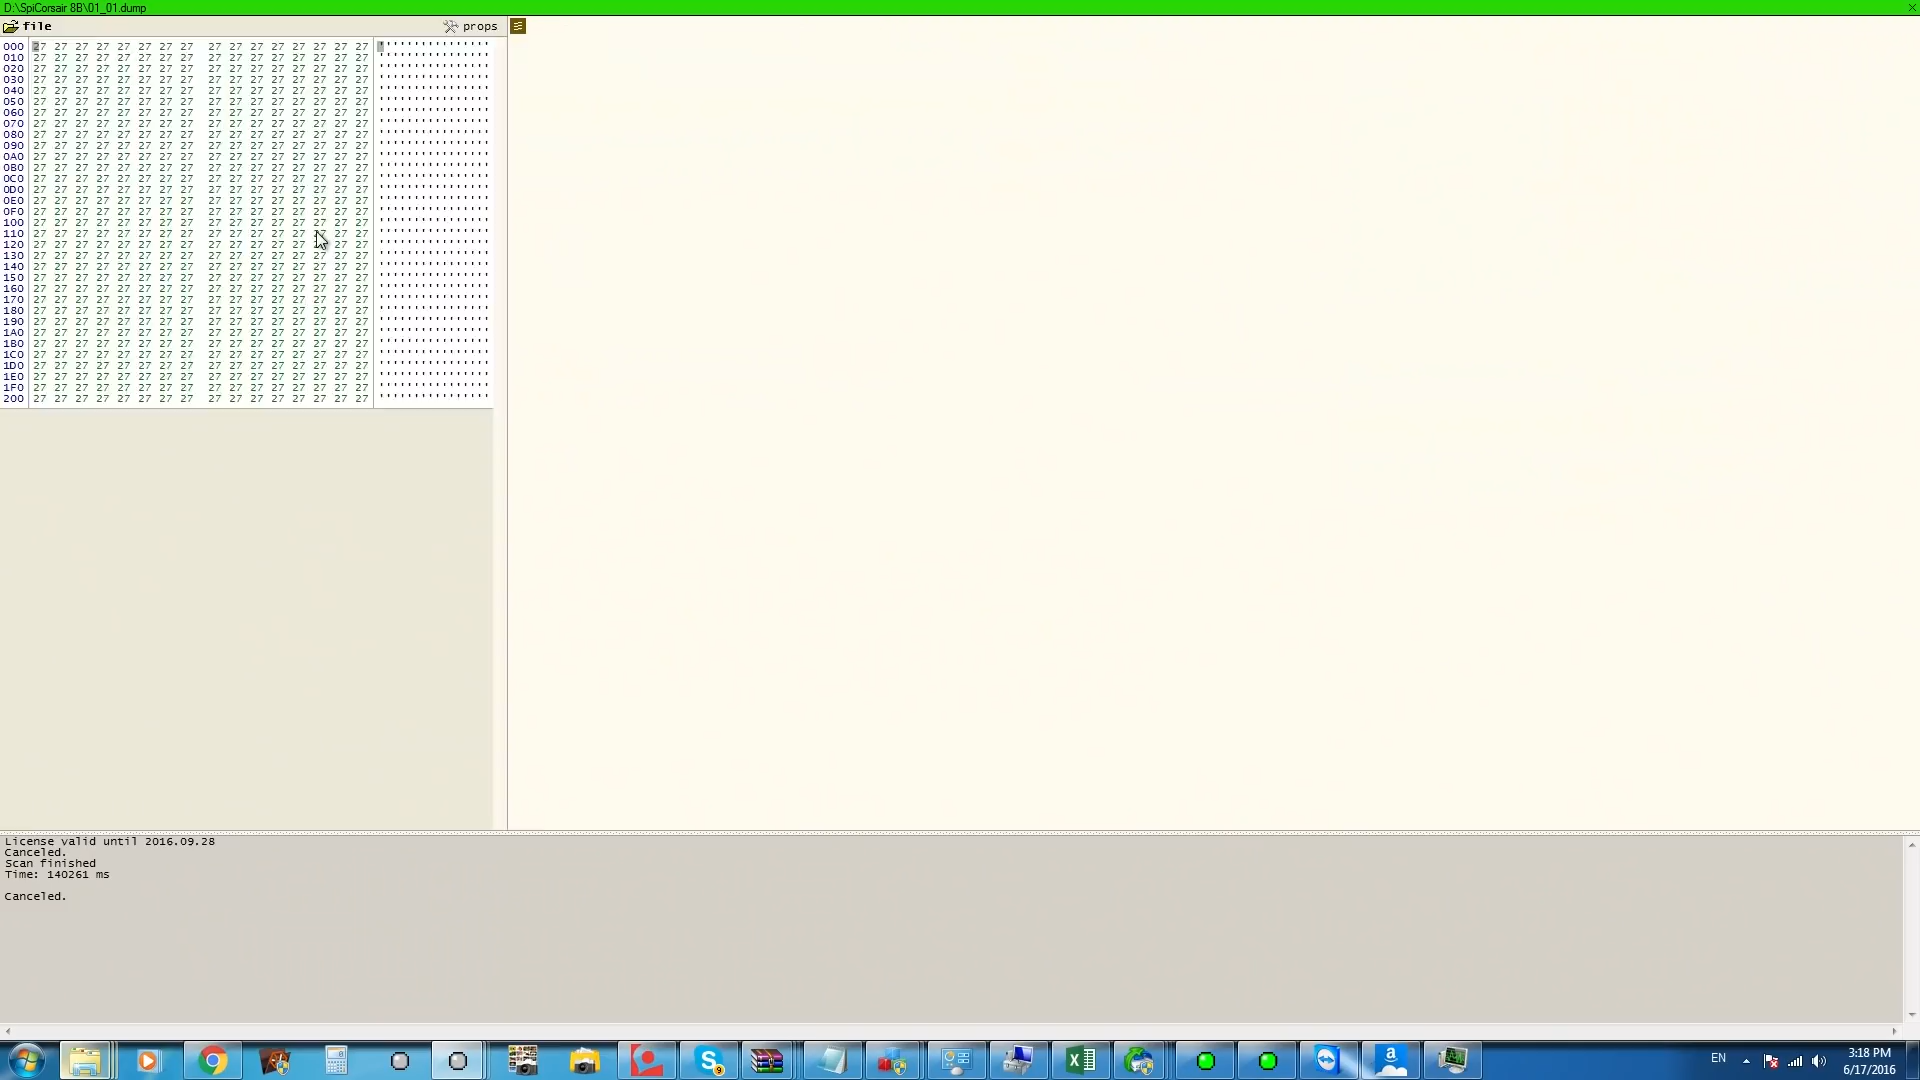 D:\SpiCorsair 8B\01_01.dump
file
props
000 27 27 27 27 27 27 27 27 27 27 27 27 27 27 27 27 ''''''''''''''''
010 27 27 27 27 27 27 27 27 27 27 27 27 27 27 27 27 ''''''''''''''''
020 27 27 27 27 27 27 27 27 27 27 27 27 27 27 27 27 ''''''''''''''''
030 27 27 27 27 27 27 27 27 27 27 27 27 27 27 27 27 ''''''''''''''''
040 27 27 27 27 27 27 27 27 27 27 27 27 27 27 27 27 ''''''''''''''''
050 27 27 27 27 27 27 27 27 27 27 27 27 27 27 27 27 ''''''''''''''''
060 27 27 27 27 27 27 27 27 27 27 27 27 27 27 27 27 ''''''''''''''''
070 27 27 27 27 27 27 27 27 27 27 27 27 27 27 27 27 ''''''''''''''''
080 27 27 27 27 27 27 27 27 27 27 27 27 27 27 27 27 ''''''''''''''''
090 27 27 27 27 27 27 27 27 27 27 27 27 27 27 27 27 ''''''''''''''''
0A0 27 27 27 27 27 27 27 27 27 27 27 27 27 27 27 27 ''''''''''''''''
0B0 27 27 27 27 27 27 27 27 27 27 27 27 27 27 27 27 ''''''''''''''''
0C0 27 27 27 27 27 27 27 27 27 27 27 27 27 27 27 27 ''''''''''''''''
0D0 27 27 27 27 27 27 27 27 27 27 27 27 27 27 27 27 ''''''''''''''''
0E0 27 27 27 27 27 27 27 27 27 27 27 27 27 27 27 27 ''''''''''''''''
0F0 27 27 27 27 27 27 27 27 27 27 27 27 27 27 27 27 ''''''''''''''''
100 27 27 27 27 27 27 27 27 27 27 27 27 27 27 27 27 ''''''''''''''''
110 27 27 27 27 27 27 27 27 27 27 27 27 27 27 27 27 ''''''''''''''''
120 27 27 27 27 27 27 27 27 27 27 27 27 27 27 27 27 ''''''''''''''''
130 27 27 27 27 27 27 27 27 27 27 27 27 27 27 27 27 ''''''''''''''''
140 27 27 27 27 27 27 27 27 27 27 27 27 27 27 27 27 ''''''''''''''''
150 27 27 27 27 27 27 27 27 27 27 27 27 27 27 27 27 ''''''''''''''''
160 27 27 27 27 27 27 27 27 27 27 27 27 27 27 27 27 ''''''''''''''''
170 27 27 27 27 27 27 27 27 27 27 27 27 27 27 27 27 ''''''''''''''''
180 27 27 27 27 27 27 27 27 27 27 27 27 27 27 27 27 ''''''''''''''''
190 27 27 27 27 27 27 27 27 27 27 27 27 27 27 27 27 ''''''''''''''''
1A0 27 27 27 27 27 27 27 27 27 27 27 27 27 27 27 27 ''''''''''''''''
1B0 27 27 27 27 27 27 27 27 27 27 27 27 27 27 27 27 ''''''''''''''''
1C0 27 27 27 27 27 27 27 27 27 27 27 27 27 27 27 27 ''''''''''''''''
1D0 27 27 27 27 27 27 27 27 27 27 27 27 27 27 27 27 ''''''''''''''''
1E0 27 27 27 27 27 27 27 27 27 27 27 27 27 27 27 27 ''''''''''''''''
1F0 27 27 27 27 27 27 27 27 27 27 27 27 27 27 27 27 ''''''''''''''''
200 27 27 27 27 27 27 27 27 27 27 27 27 27 27 27 27 ''''''''''''''''
License valid until 2016.09.28
Canceled.
Scan finished
Time: 140261 ms
Canceled.
EN
3:18 PM
6/17/2016